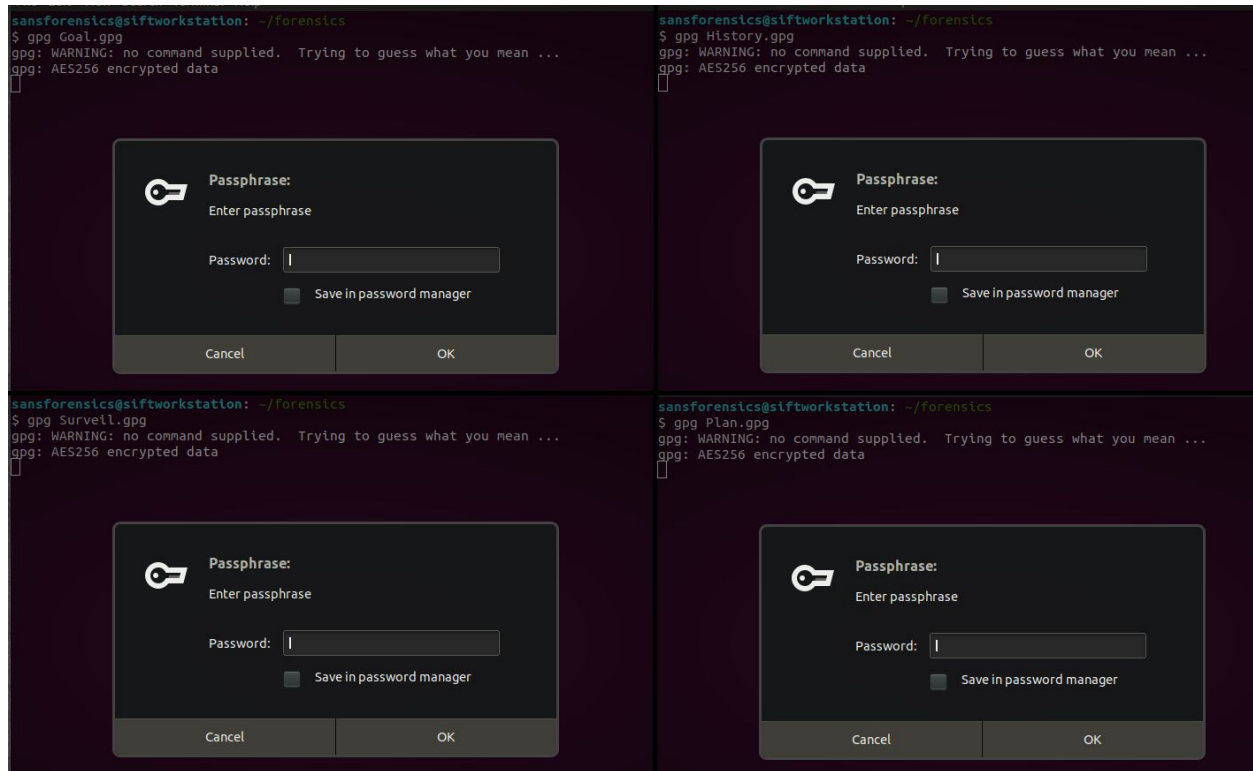 sansforensics@siftworkstation: ~/forensics
$ gpg Goal.gpg
gpg: WARNING: no command supplied.  Trying to guess what you mean ...
gpg: AES256 encrypted data
Passphrase:
Enter passphrase
Password:
Save in password manager
Cancel OK
sansforensics@siftworkstation: ~/forensics
$ gpg History.gpg
gpg: WARNING: no command supplied.  Trying to guess what you mean ...
gpg: AES256 encrypted data
Passphrase:
Enter passphrase
Password:
Save in password manager
Cancel OK
sansforensics@siftworkstation: ~/forensics
$ gpg Surveil.gpg
gpg: WARNING: no command supplied.  Trying to guess what you mean ...
gpg: AES256 encrypted data
Passphrase:
Enter passphrase
Password:
Save in password manager
Cancel OK
sansforensics@siftworkstation: ~/forensics
$ gpg Plan.gpg
gpg: WARNING: no command supplied.  Trying to guess what you mean ...
gpg: AES256 encrypted data
Passphrase:
Enter passphrase
Password:
Save in password manager
Cancel OK